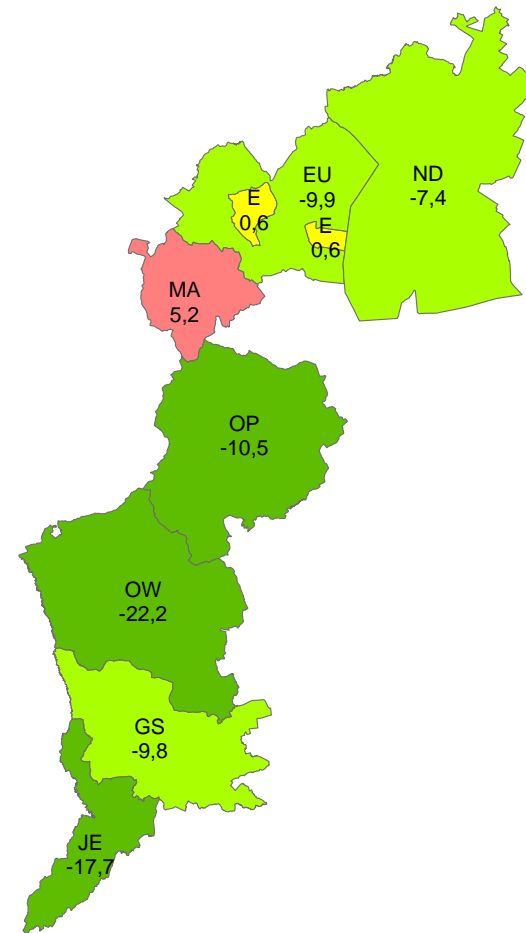 ND
-7,4
EU
-9,9
E
0,6
E
0,6
MA
5,2
OP
-10,5
OW
-22,2
GS
-9,8
JE
-17,7